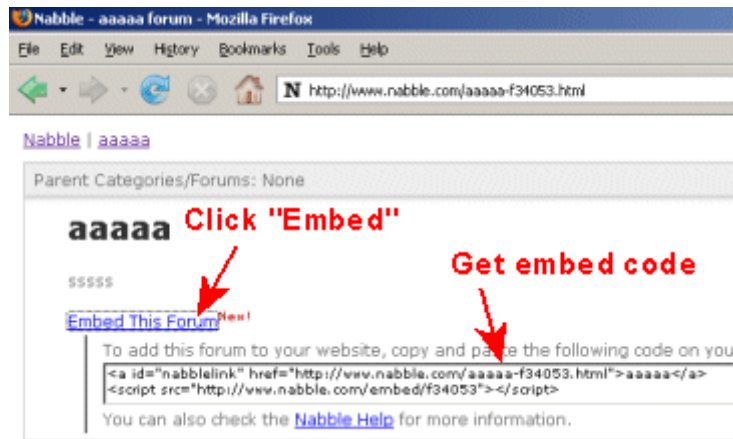 Nabble - aaaaa forum - Mozilla Firefox
File Edit View History Bookmarks Tools Help
N http://www.nabble.com/aaaaa-f34053.html
Nabble | aaaaa
Parent Categories/Forums: None
aaaaa
Click "Embed"
sssss
Get embed code
Embed This Forum New!
To add this forum to your website, copy and paste the following code on you
<a id="nabblelink" href="http://www.nabble.com/aaaaa-f34053.html">aaaaa</a>
<script src="http://www.nabble.com/embed/f34053"></script>
You can also check the Nabble Help for more information.